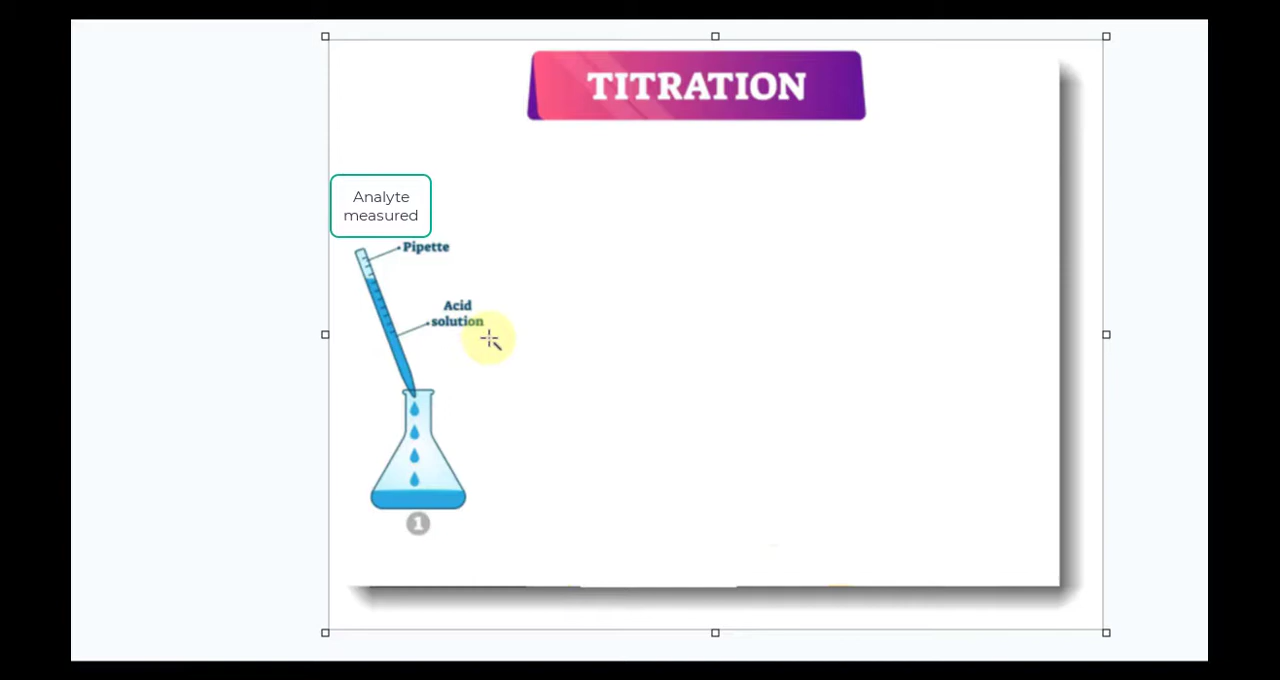 TITRATION
Analyte
measured
Pipette
Acid
solution
1